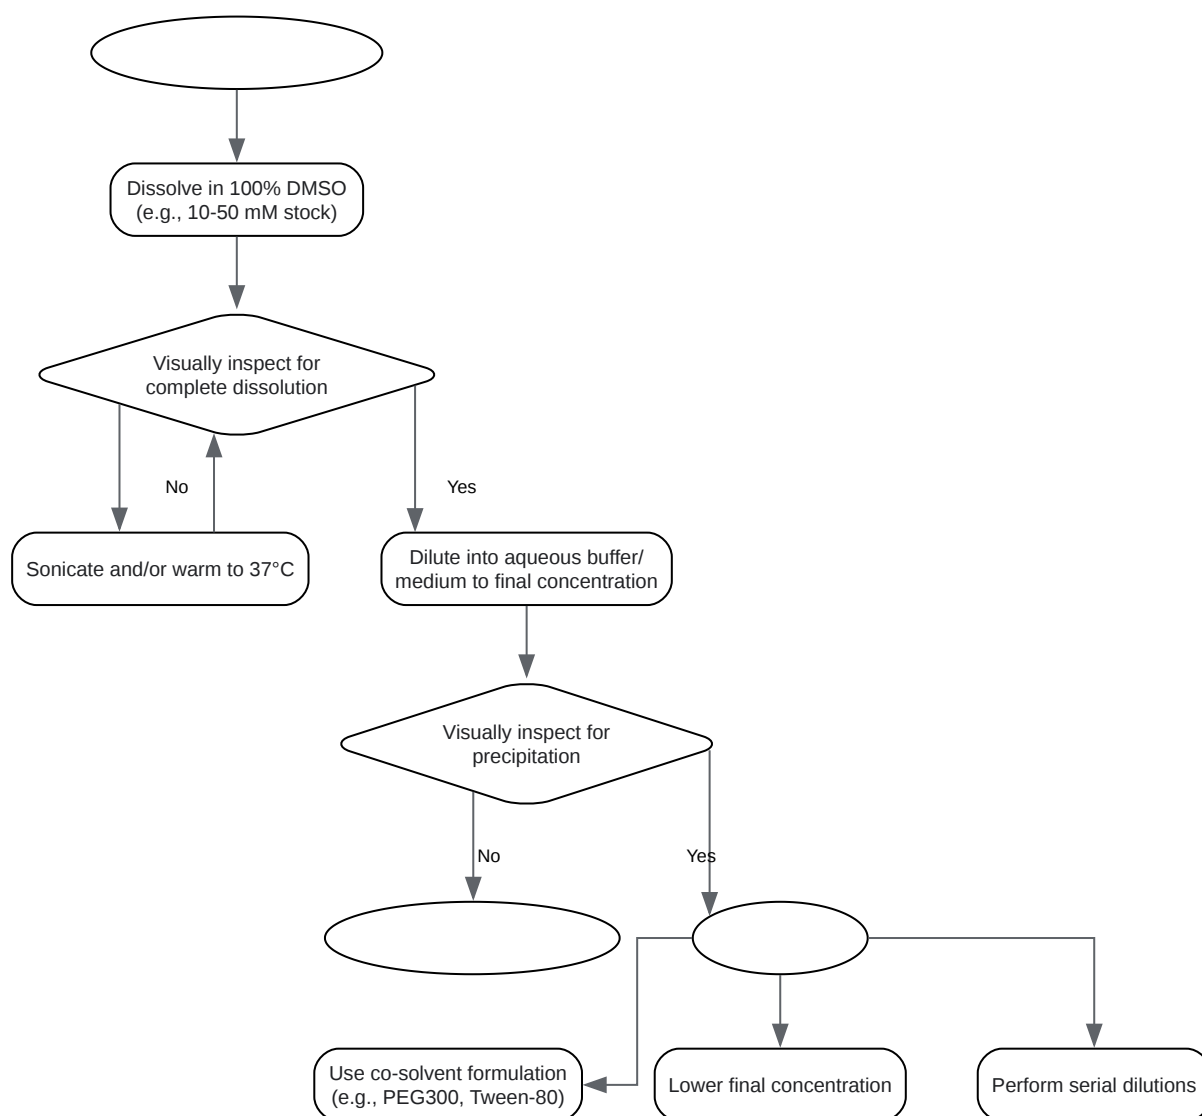 Dissolve in 100% DMSO
(e.g., 10-50 mM stock)
Visually inspect for
complete dissolution
No
Yes
Sonicate and/or warm to 37°C
Dilute into aqueous buffer/
medium to final concentration
Visually inspect for
precipitation
No
Yes
Use co-solvent formulation
(e.g., PEG300, Tween-80)
Lower final concentration
Perform serial dilutions